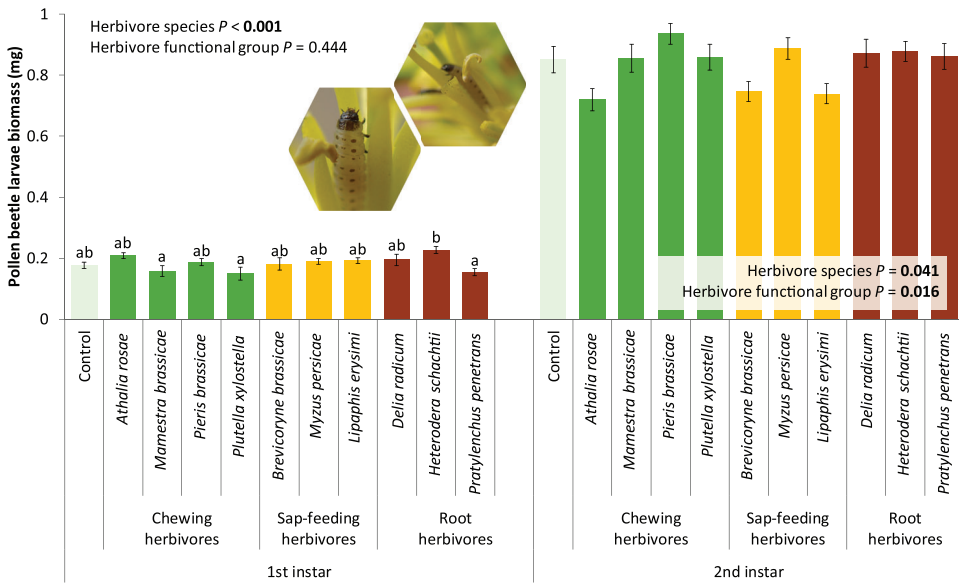 Pollen beetle larvae biomass (mg)
1
0.8
0.6
0.4
0.2
0
Herbivore species P < 0.001
Herbivore functional group P = 0.444
ab
ab
a
ab
a
ab
ab
ab
ab
b
a
Herbivore species P = 0.041
Herbivore functional group P = 0.016
Control
Athalia rosae
Mamestra brassicae
Pieris brassicae
Plutella xylostella
Brevicoryne brassicae
Myzus persicae
Lipaphis erysimi
Delia radicum
Heterodera schachtii
Pratylenchus penetrans
Control
Athalia rosae
Mamestra brassicae
Pieris brassicae
Plutella xylostella
Brevicoryne brassicae
Myzus persicae
Lipaphis erysimi
Delia radicum
Heterodera schachtii
Pratylenchus penetrans
Chewing
herbivores
Sap-feeding
herbivores
Root
herbivores
Chewing
herbivores
Sap-feeding
herbivores
Root
herbivores
1st instar
2nd instar